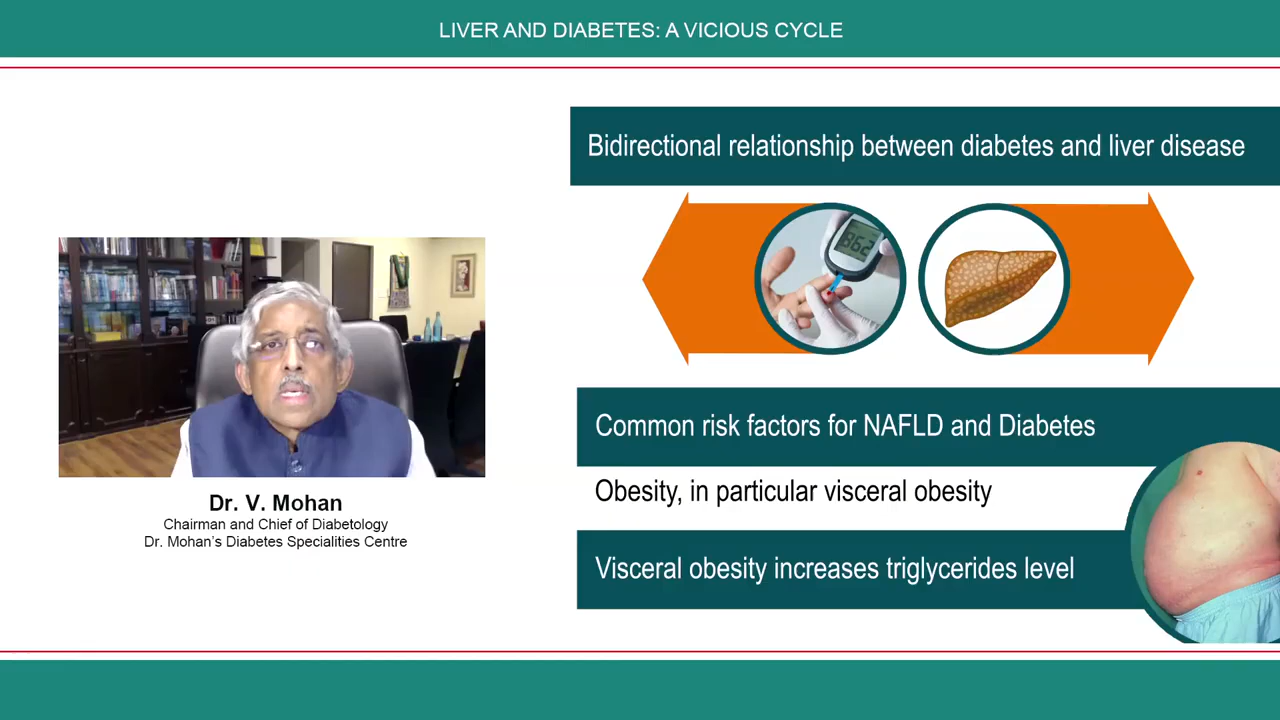 LIVER AND DIABETES: A VICIOUS CYCLE
Bidirectional relationship between diabetes and liver disease
862
Common risk factors for NAFLD and Diabetes
Obesity, in particular visceral obesity
Visceral obesity increases triglycerides level
Dr. V. Mohan
Chairman and Chief of Diabetology
Dr. Mohan's Diabetes Specialities Centre